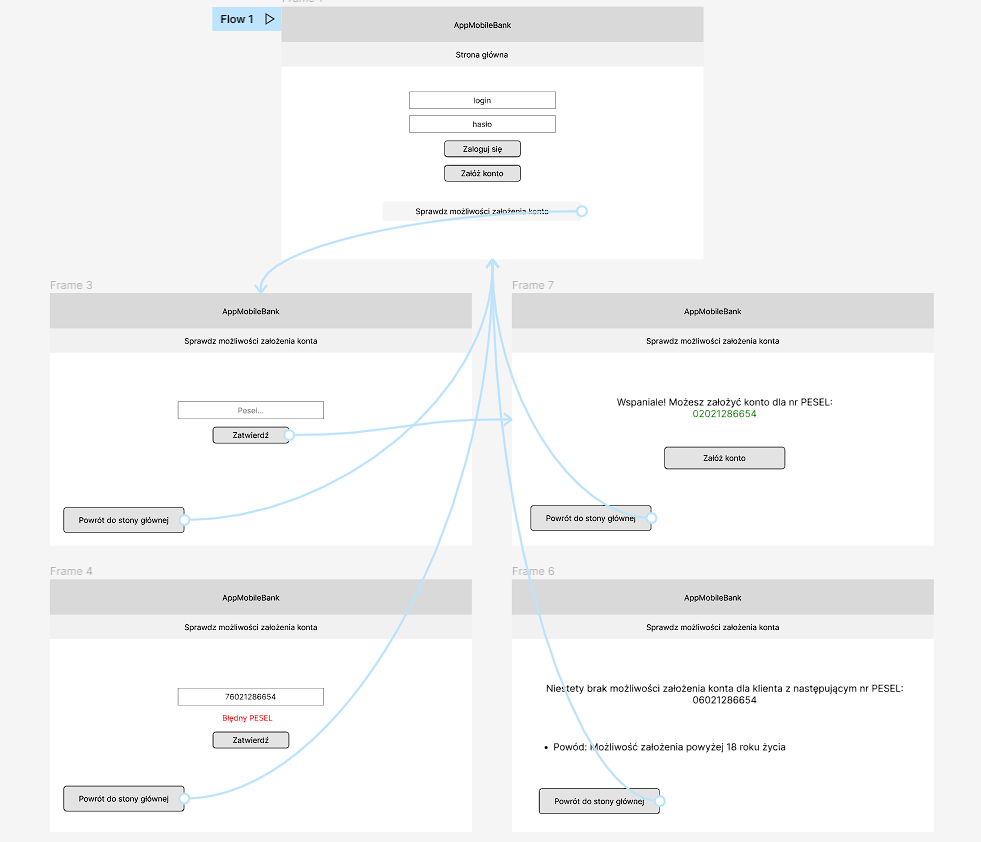 Flow 1
AppMobileBank
Strona główna
login
hasło
Zaloguj się
Załóż konto
Sprawdz możliwości założenia konta
Frame 3
AppMobileBank
Sprawdz możliwości założenia konta
Pesel...
Zatwierdź
Powrót do stony głównej
Frame 7
AppMobileBank
Sprawdz możliwości założenia konta
Wspaniale! Możesz założyć konto dla nr PESEL:
02021286654
Załóż konto
Powrót do stony głównej
Frame 4
AppMobileBank
Sprawdz możliwości założenia konta
76021286654
Błędny PESEL
Zatwierdź
Powrót do stony głównej
Frame 6
AppMobileBank
Sprawdz możliwości założenia konta
Niestety brak możliwości założenia konta dla klienta z następującym nr PESEL:
06021286654
• Powód: Możliwość założenia powyżej 18 roku życia
Powrót do stony głównej